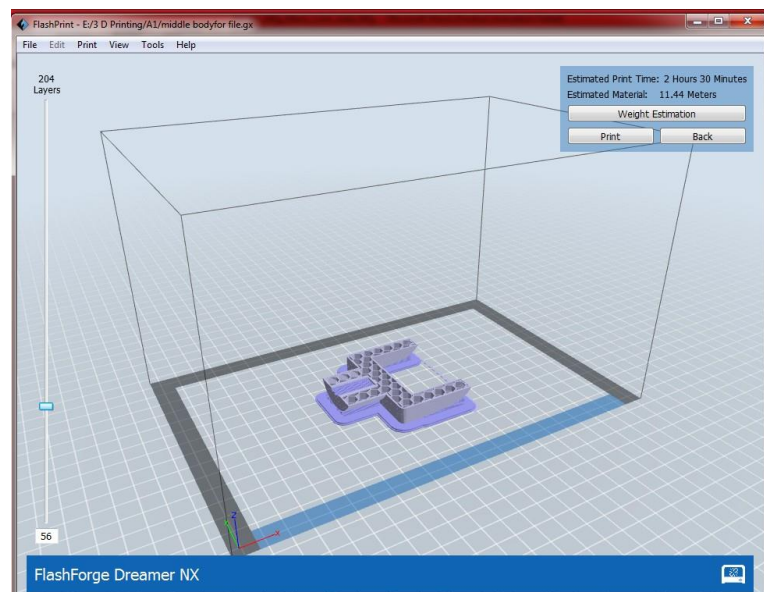 FlashPrint - E:/3 D Printing/A1/middle bodyfor file.gx
File Edit Print View Tools Help
204
Layers
Estimated Print Time: 2 Hours 30 Minutes
Estimated Material: 11.44 Meters
Weight Estimation
Print Back
Z
X
56
FlashForge Dreamer NX